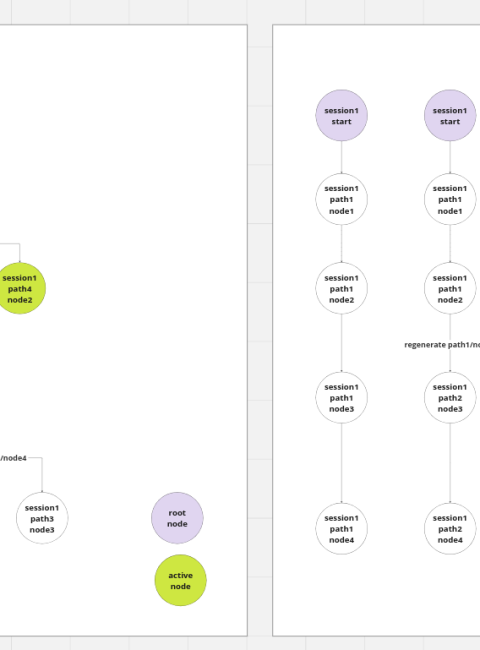 session1
path4
node2
/node4
session1
path3
node3
root
node
active
node
session1
start
session1
path1
node1
session1
path1
node2
session1
path1
node3
session1
path1
node4
session1
start
session1
path1
node1
session1
path1
node2
regenerate path1/no
session1
path2
node3
session1
path2
node4